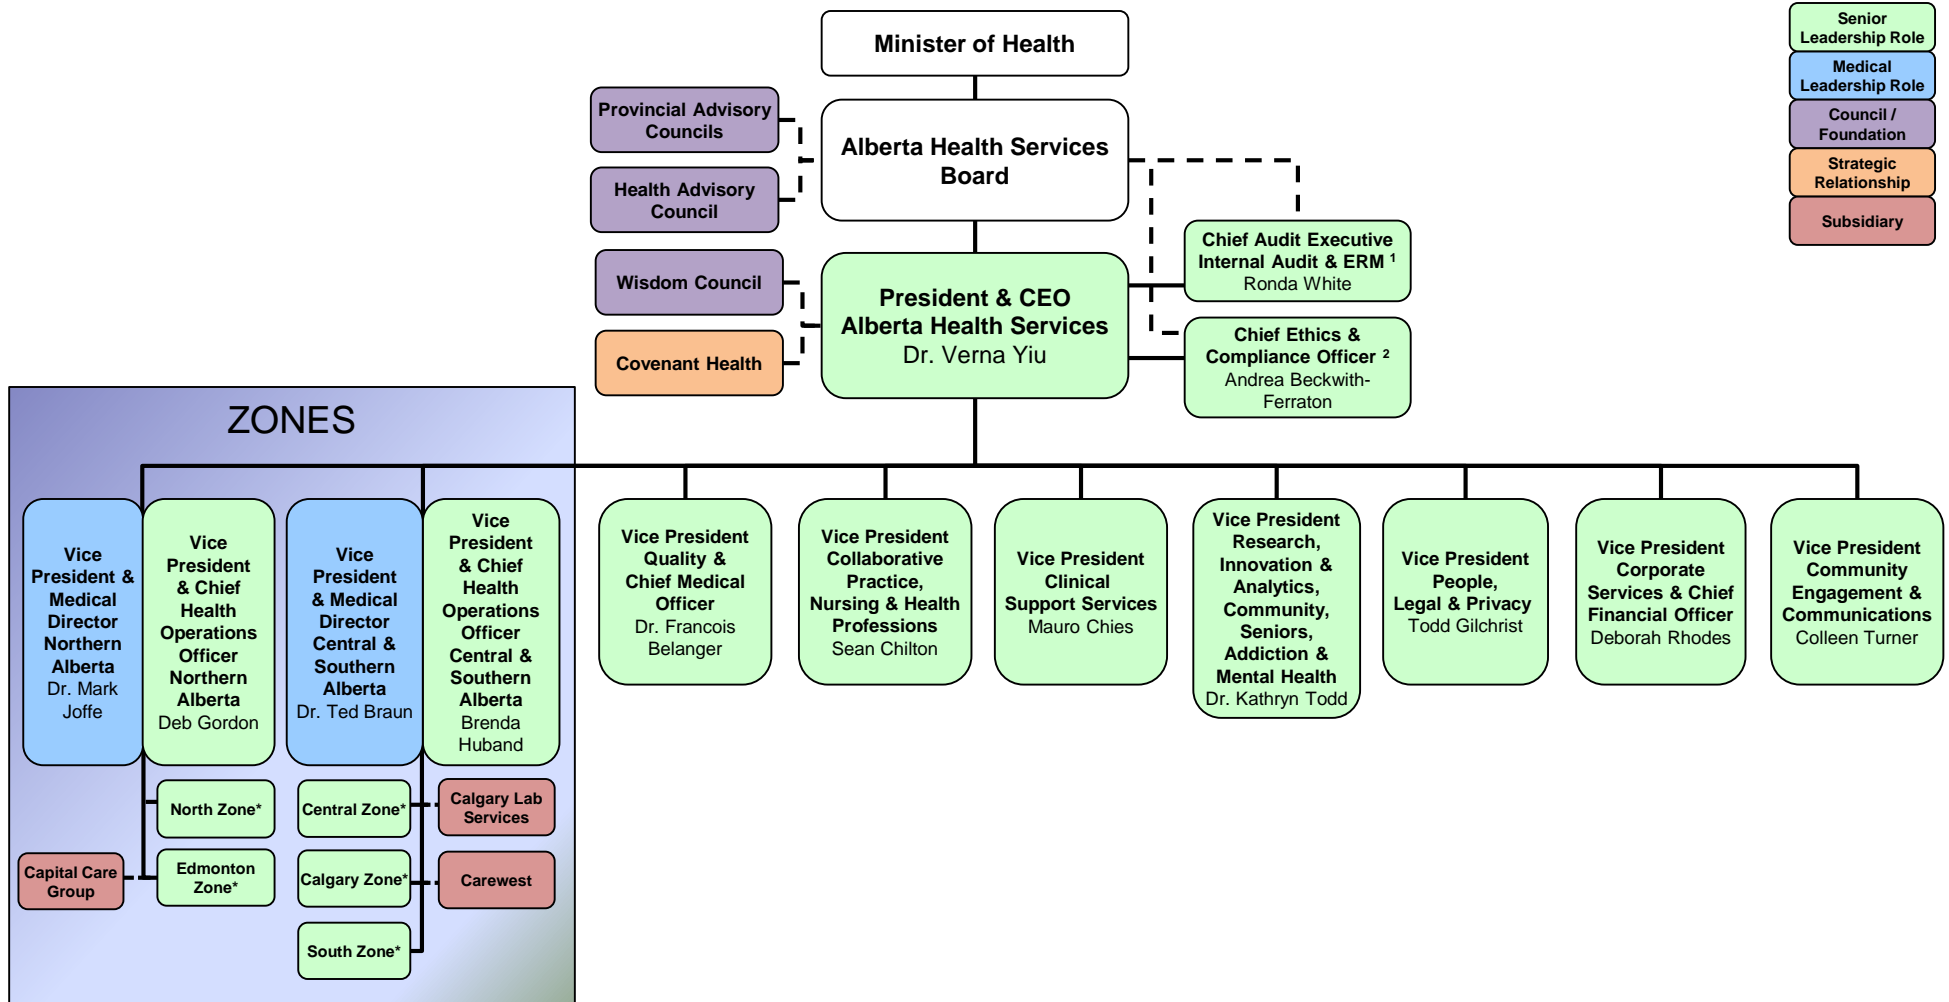 Minister of Health
Senior
Leadership Role
Medical
Leadership Role
Council /
Foundation
Strategic
Relationship
Subsidiary
Provincial Advisory
Councils
Health Advisory
Council
Alberta Health Services
Board
Wisdom Council
Covenant Health
President & CEO
Alberta Health Services
Dr. Verna Yiu
Chief Audit Executive
Internal Audit & ERM ¹
Ronda White
Chief Ethics &
Compliance Officer ²
Andrea Beckwith-
Ferraton
ZONES
Vice
President &
Medical
Director
Northern
Alberta
Dr. Mark
Joffe
Vice
President
& Chief
Health
Operations
Officer
Northern
Alberta
Deb Gordon
Vice
President
& Medical
Director
Central &
Southern
Alberta
Dr. Ted Braun
Vice
President
& Chief
Health
Operations
Officer
Central &
Southern
Alberta
Brenda
Huband
Vice President
Quality &
Chief Medical
Officer
Dr. Francois
Belanger
Vice President
Collaborative
Practice,
Nursing & Health
Professions
Sean Chilton
Vice President
Clinical
Support Services
Mauro Chies
Vice President
Research,
Innovation &
Analytics,
Community,
Seniors,
Addiction &
Mental Health
Dr. Kathryn Todd
Vice President
People,
Legal & Privacy
Todd Gilchrist
Vice President
Corporate
Services & Chief
Financial Officer
Deborah Rhodes
Vice President
Community
Engagement &
Communications
Colleen Turner
North Zone*
Capital Care
Group
Edmonton
Zone*
Central Zone*
Calgary Lab
Services
Calgary Zone*
Carewest
South Zone*